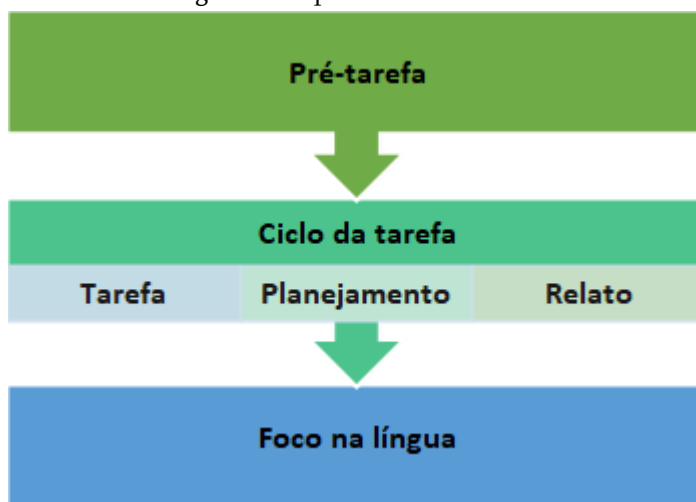 Pré-tarefa
Ciclo da tarefa
Tarefa Planejamento Relato
Foco na língua